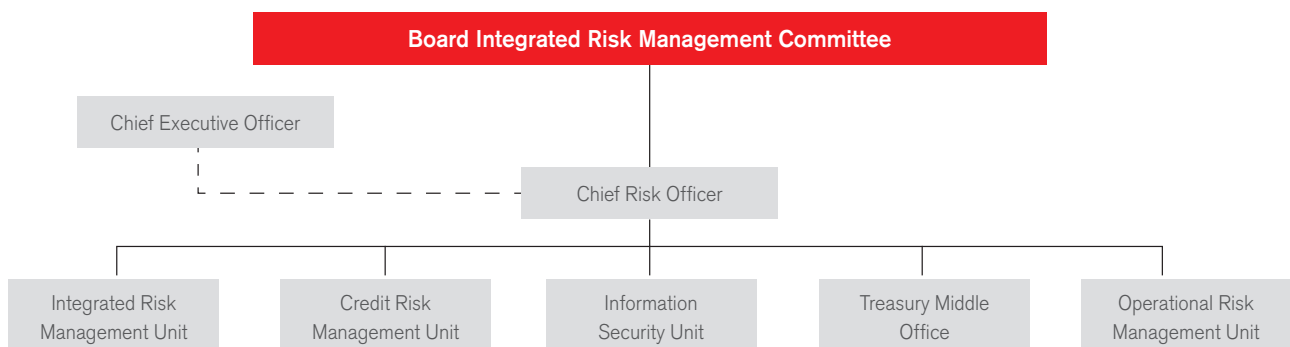 Board Integrated Risk Management Committee
Chief Executive Officer
Chief Risk Officer
Integrated Risk
Management Unit
Credit Risk
Management Unit
Information
Security Unit
Treasury Middle
Office
Operational Risk
Management Unit